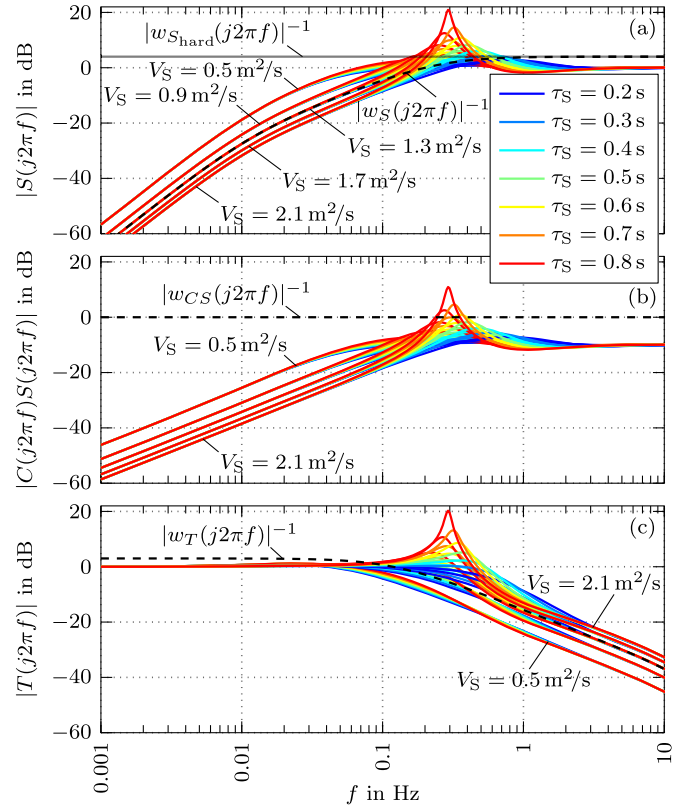 (a)
|w_{S_hard}(j2πf)|^{−1}
V_S = 0.5 m²/s
V_S = 0.9 m²/s
|w_S(j2πf)|^{−1}
V_S = 1.3 m²/s
V_S = 1.7 m²/s
V_S = 2.1 m²/s
|S(j2πf)| in dB
0
−20
−40
−60
τ_S = 0.2 s
τ_S = 0.3 s
τ_S = 0.4 s
τ_S = 0.5 s
τ_S = 0.6 s
τ_S = 0.7 s
τ_S = 0.8 s
(b)
|w_{CS}(j2πf)|^{−1}
V_S = 0.5 m²/s
V_S = 2.1 m²/s
|C(j2πf)S(j2πf)| in dB
20
0
−20
−40
−60
(c)
|w_T(j2πf)|^{−1}
V_S = 2.1 m²/s
V_S = 0.5 m²/s
|T(j2πf)| in dB
20
0
−20
−40
−60
0.001
0.01
0.1
1
10
f in Hz